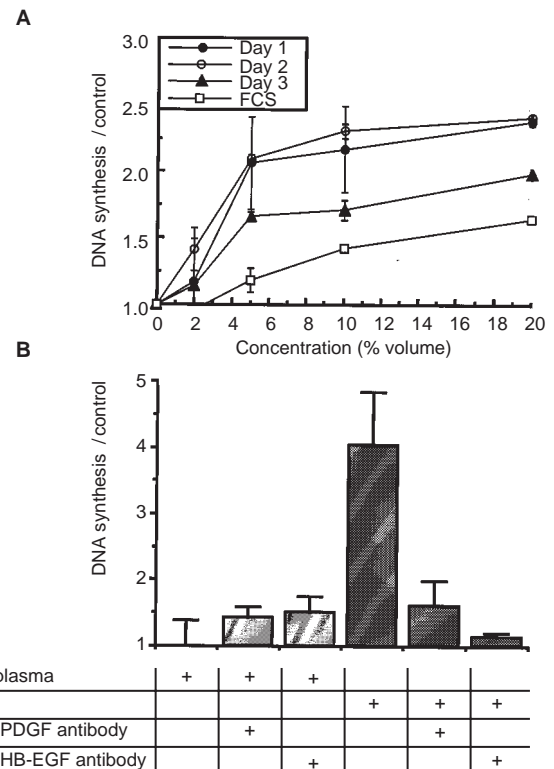 A
3.0
2.5
2.0
1.5
1.0
DNA synthesis / control
Day 1
Day 2
Day 3
FCS
0 2 4 6 8 10 12 14 16 18 20
Concentration (% volume)
B
5
4
3
2
1
DNA synthesis / control
plasma + + +
+ + +
PDGF antibody + +
HB-EGF antibody + +